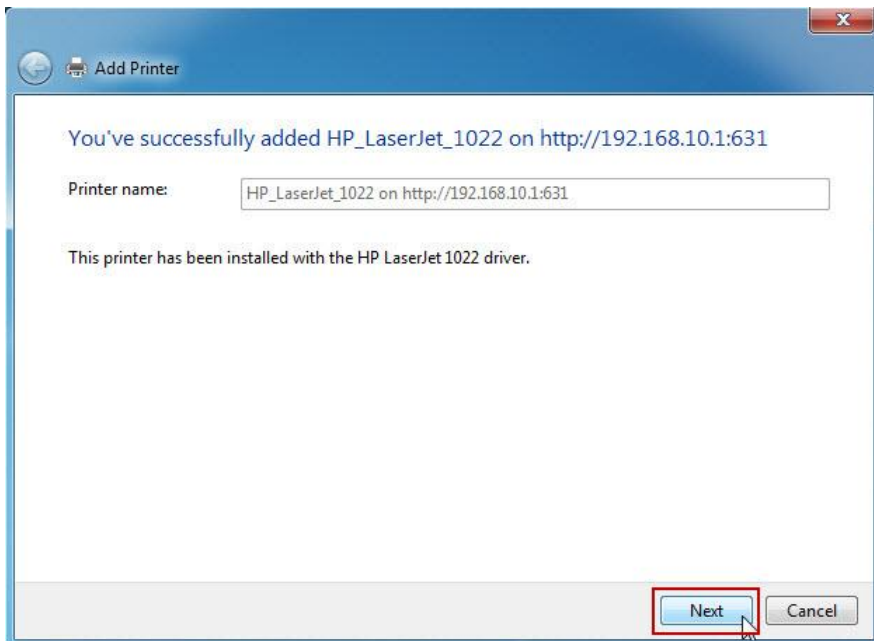 Add Printer
You've successfully added HP_LaserJet_1022 on http://192.168.10.1:631
Printer name:
HP_LaserJet_1022 on http://192.168.10.1:631
This printer has been installed with the HP LaserJet 1022 driver.
Next
Cancel